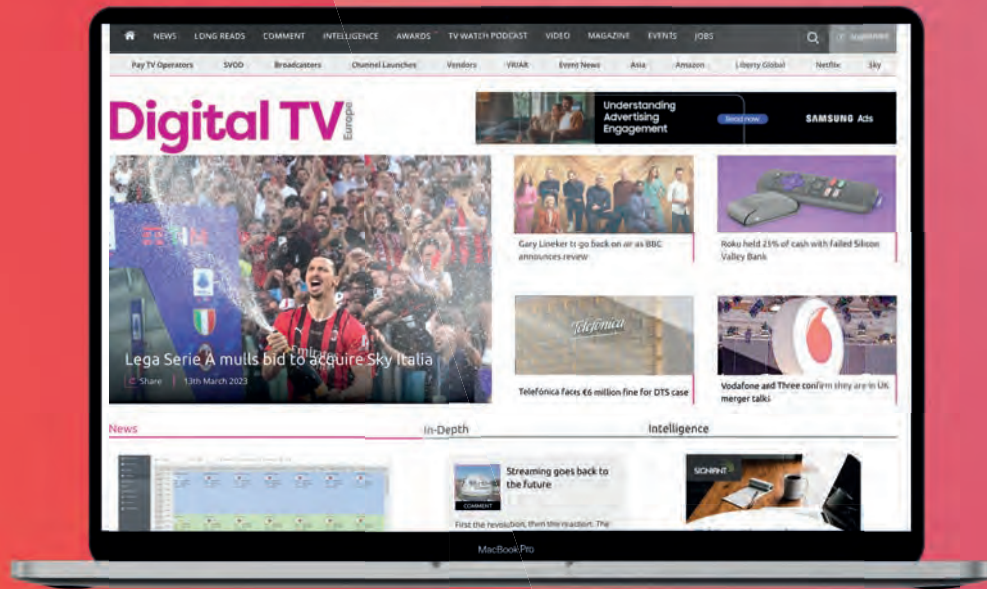 NEWS LONG READS COMMENT INTELLIGENCE AWARDS TV WATCH PODCAST VIDEO MAGAZINE EVENTS JOBS
Pay TV Operators SVOD Broadcasters Channel Launches Vendors VR/AR Event News Asia Amazon Liberty Global Netflix Sky
Digital TV
Europe
Understanding
Advertising
Engagement
Read now
SAMSUNG Ads
Lega Serie A mulls bid to acquire Sky Italia
Share 13th March 2023
Gary Lineker to go back on air as BBC
announces review
Roku held 25% of cash with failed Silicon
Valley Bank
Telefónica
Telefónica faces €6 million fine for DTS case
Vodafone and Three confirm they are in UK
merger talks
News In-Depth Intelligence
Streaming goes back to
the future
COMMENT
First the revolution, then the reaction. The
SIGNIANT
MacBook Pro